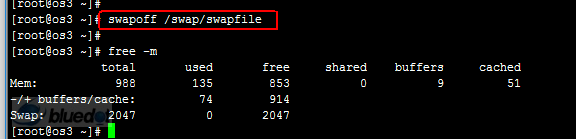 [root@os3 ~]#
[root@os3 ~]# swapoff /swap/swapfile
[root@os3 ~]#
[root@os3 ~]# free -m
total used free shared buffers cached
Mem: 988 135 853 0 9 51
-/+ buffers/cache: 74 914
Swap: 2047 0 2047
[root@os3 ~]#